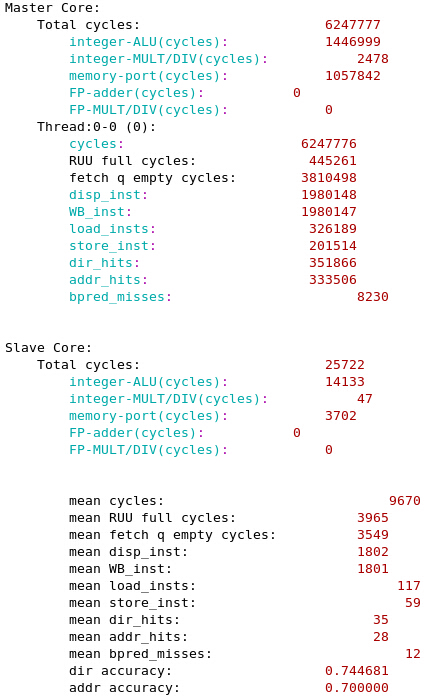 Master Core:
Total cycles: 6247777
integer-ALU(cycles): 1446999
integer-MULT/DIV(cycles): 2478
memory-port(cycles): 1057842
FP-adder(cycles): 0
FP-MULT/DIV(cycles): 0
Thread:0-0 (0):
cycles: 6247776
RUU full cycles: 445261
fetch q empty cycles: 3810498
disp_inst: 1980148
WB_inst: 1980147
load_insts: 326189
store_inst: 201514
dir_hits: 351866
addr_hits: 333506
bpred_misses: 8230
Slave Core:
Total cycles: 25722
integer-ALU(cycles): 14133
integer-MULT/DIV(cycles): 47
memory-port(cycles): 3702
FP-adder(cycles): 0
FP-MULT/DIV(cycles): 0
mean cycles: 9670
mean RUU full cycles: 3965
mean fetch q empty cycles: 3549
mean disp_inst: 1802
mean WB_inst: 1801
mean load_insts: 117
mean store_inst: 59
mean dir_hits: 35
mean addr_hits: 28
mean bpred_misses: 12
dir accuracy: 0.744681
addr accuracy: 0.700000